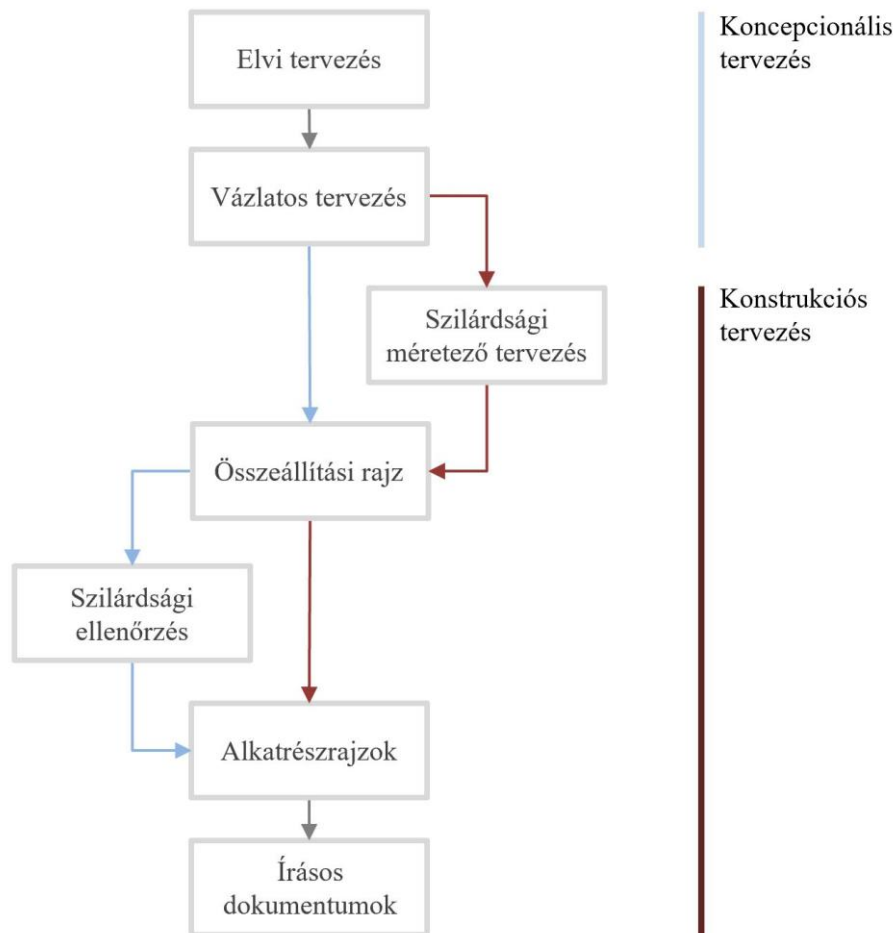 Koncepcionális
tervezés
Elvi tervezés
Vázlatos tervezés
Konstrukciós
tervezés
Szilárdsági
méretező tervezés
Összeállítási rajz
Szilárdsági
ellenőrzés
Alkatrészrajzok
Írásos
dokumentumok